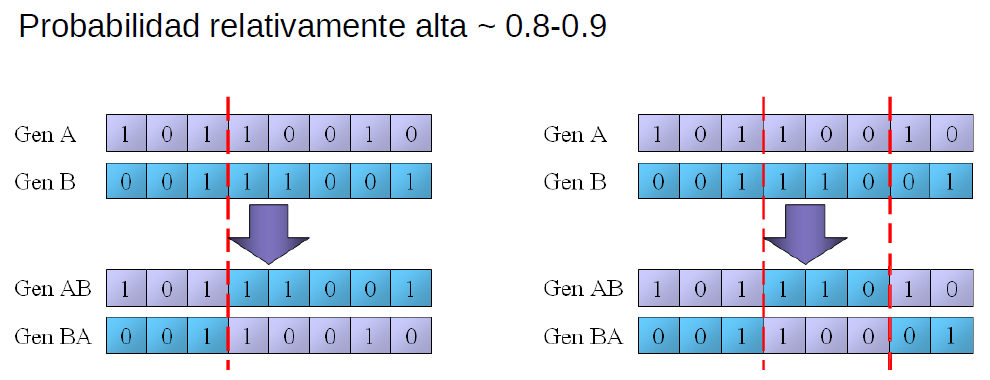 Probabilidad relativamente alta ~ 0.8-0.9
Gen A 1 0 1 1 0 0 1 0
Gen B 0 0 1 1 1 0 0 1
Gen AB 1 0 1 1 1 0 0 1
Gen BA 0 0 1 1 0 0 1 0
Gen A 1 0 1 1 0 0 1 0
Gen B 0 0 1 1 1 0 0 1
Gen AB 1 0 1 1 1 0 1 0
Gen BA 0 0 1 1 0 0 0 1